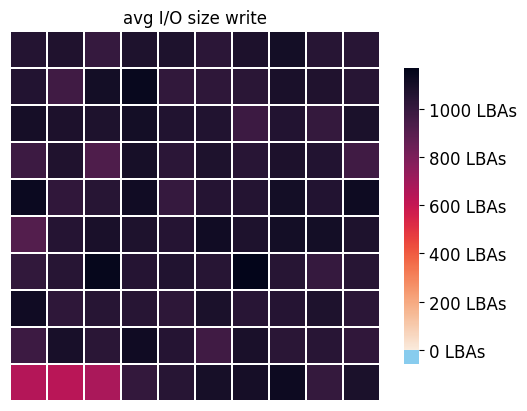 avg I/O size write
1000 LBAs
800 LBAs
600 LBAs
400 LBAs
200 LBAs
0 LBAs